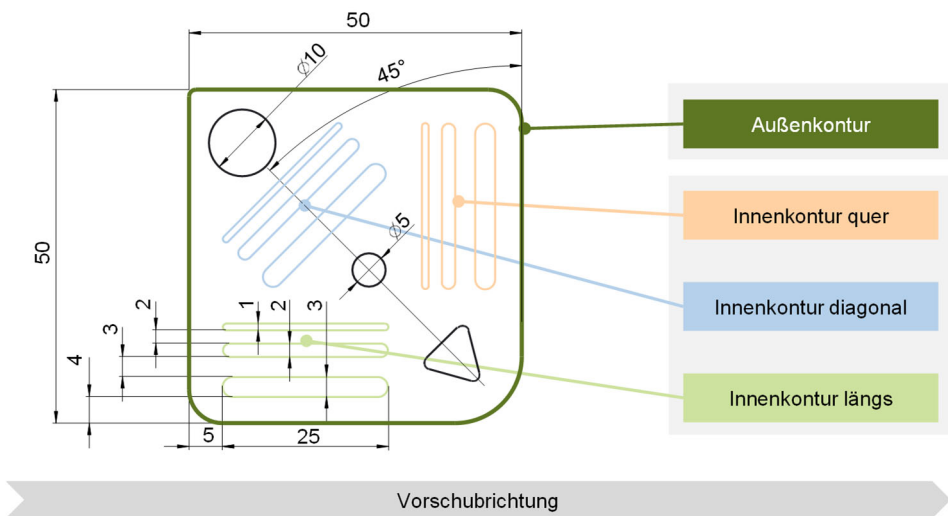 50
⌀10
45°
Außenkontur
Innenkontur quer
50
⌀5
Innenkontur diagonal
2
1
2
3
3
4
Innenkontur längs
5
25
Vorschubrichtung